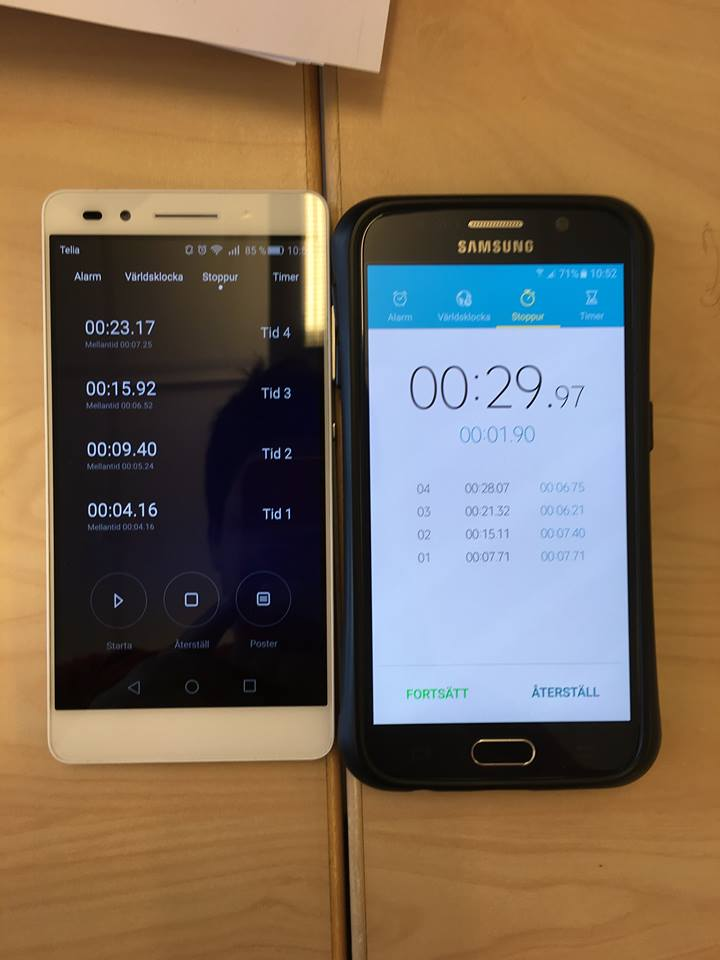 Telia 85 % 10:5
Alarm Världsklocka Stoppur Timer
00:23.17 Tid 4
Mellantid 00:07.25
00:15.92 Tid 3
Mellantid 00:06.52
00:09.40 Tid 2
Mellantid 00:05.24
00:04.16 Tid 1
Mellantid 00:04.16
Starta Återställ Poster
SAMSUNG
71% 10:52
Alarm Världsklocka Stoppur Timer
00:29.97
00:01.90
04 00:28.07 00:06.75
03 00:21.32 00:06.21
02 00:15.11 00:07.40
01 00:07.71 00:07.71
FORTSÄTT ÅTERSTÄLL